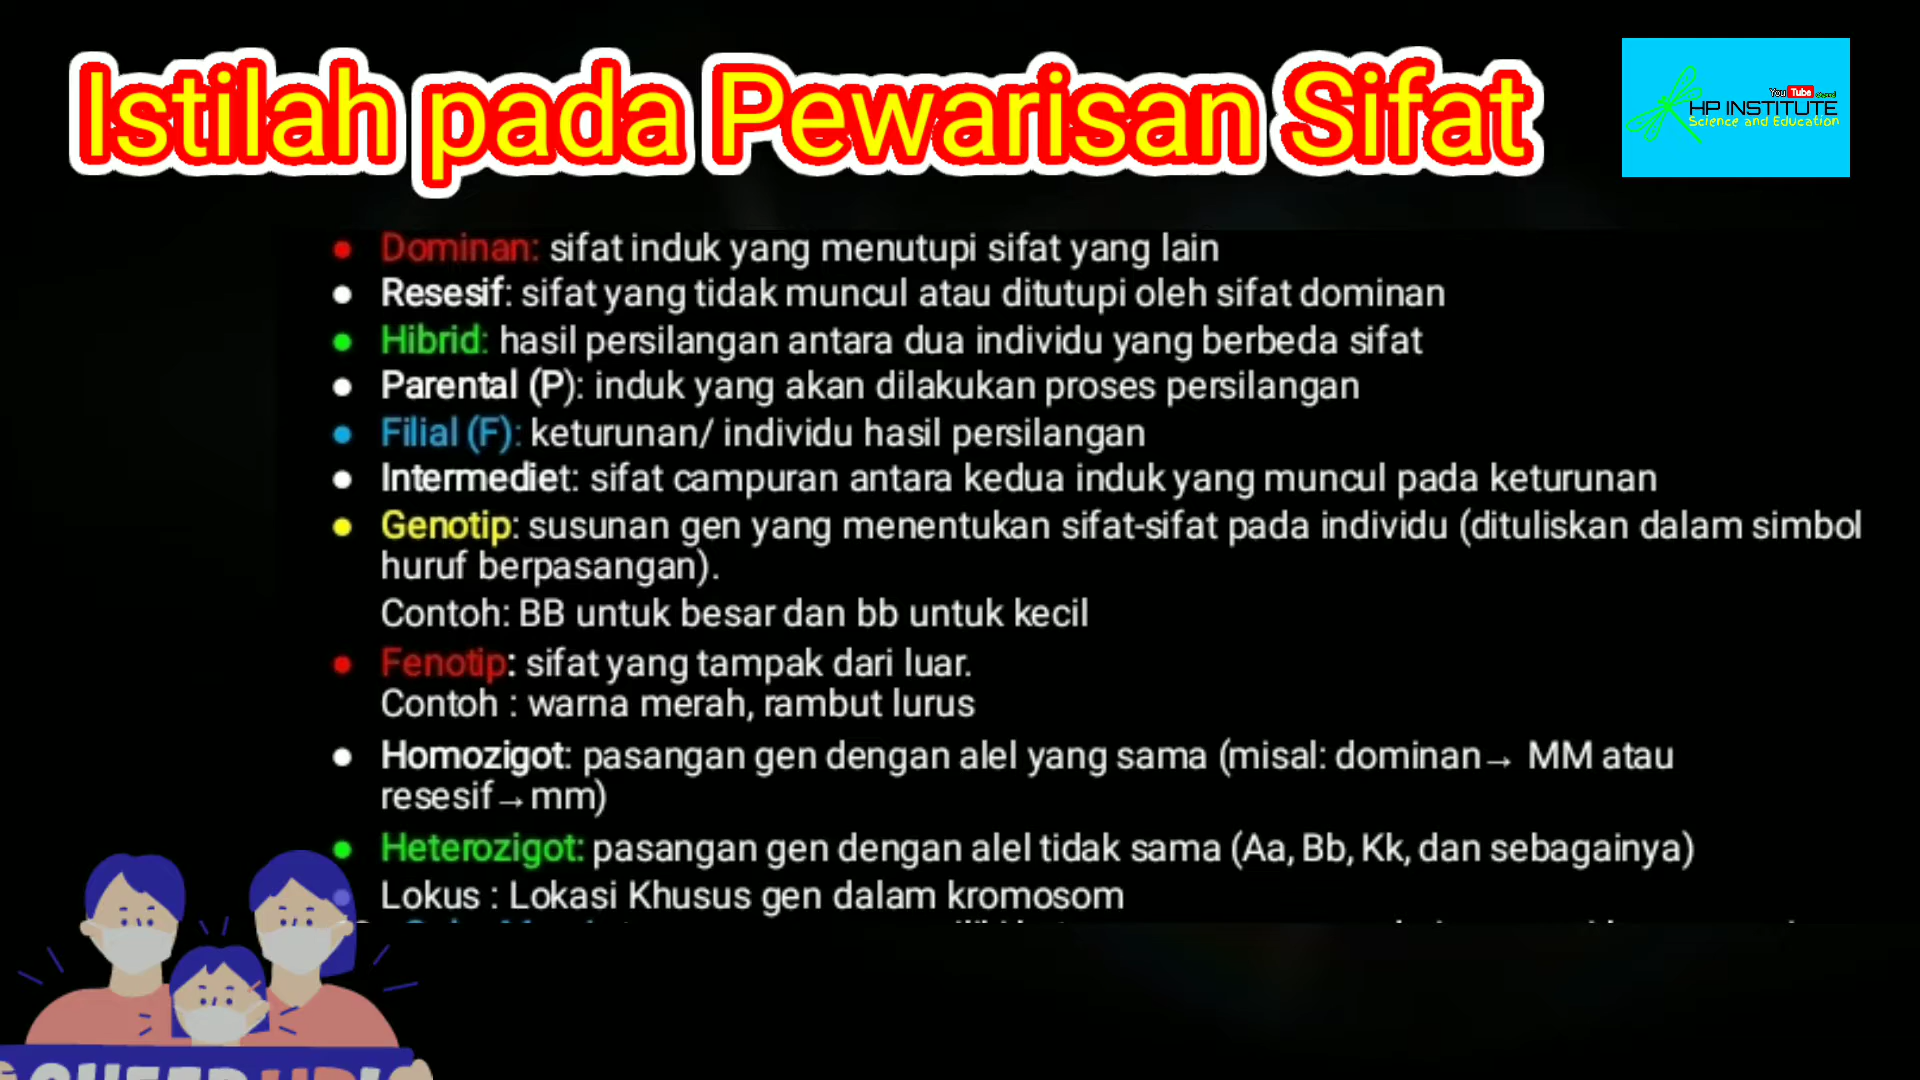 Istilah pada Pewarisan Sifat
You Tube
HP INSTITUTE
Science and Education
Dominan: sifat induk yang menutupi sifat yang lain
Resesif: sifat yang tidak muncul atau ditutupi oleh sifat dominan
Hibrid: hasil persilangan antara dua individu yang berbeda sifat
Parental (P): induk yang akan dilakukan proses persilangan
Filial (F): keturunan/ individu hasil persilangan
Intermediet: sifat campuran antara kedua induk yang muncul pada keturunan
Genotip: susunan gen yang menentukan sifat-sifat pada individu (dituliskan dalam simbol
huruf berpasangan).
Contoh: BB untuk besar dan bb untuk kecil
Fenotip: sifat yang tampak dari luar.
Contoh : warna merah, rambut lurus
Homozigot: pasangan gen dengan alel yang sama (misal: dominan→ MM atau
resesif→mm)
Heterozigot: pasangan gen dengan alel tidak sama (Aa, Bb, Kk, dan sebagainya)
Lokus : Lokasi Khusus gen dalam kromosom